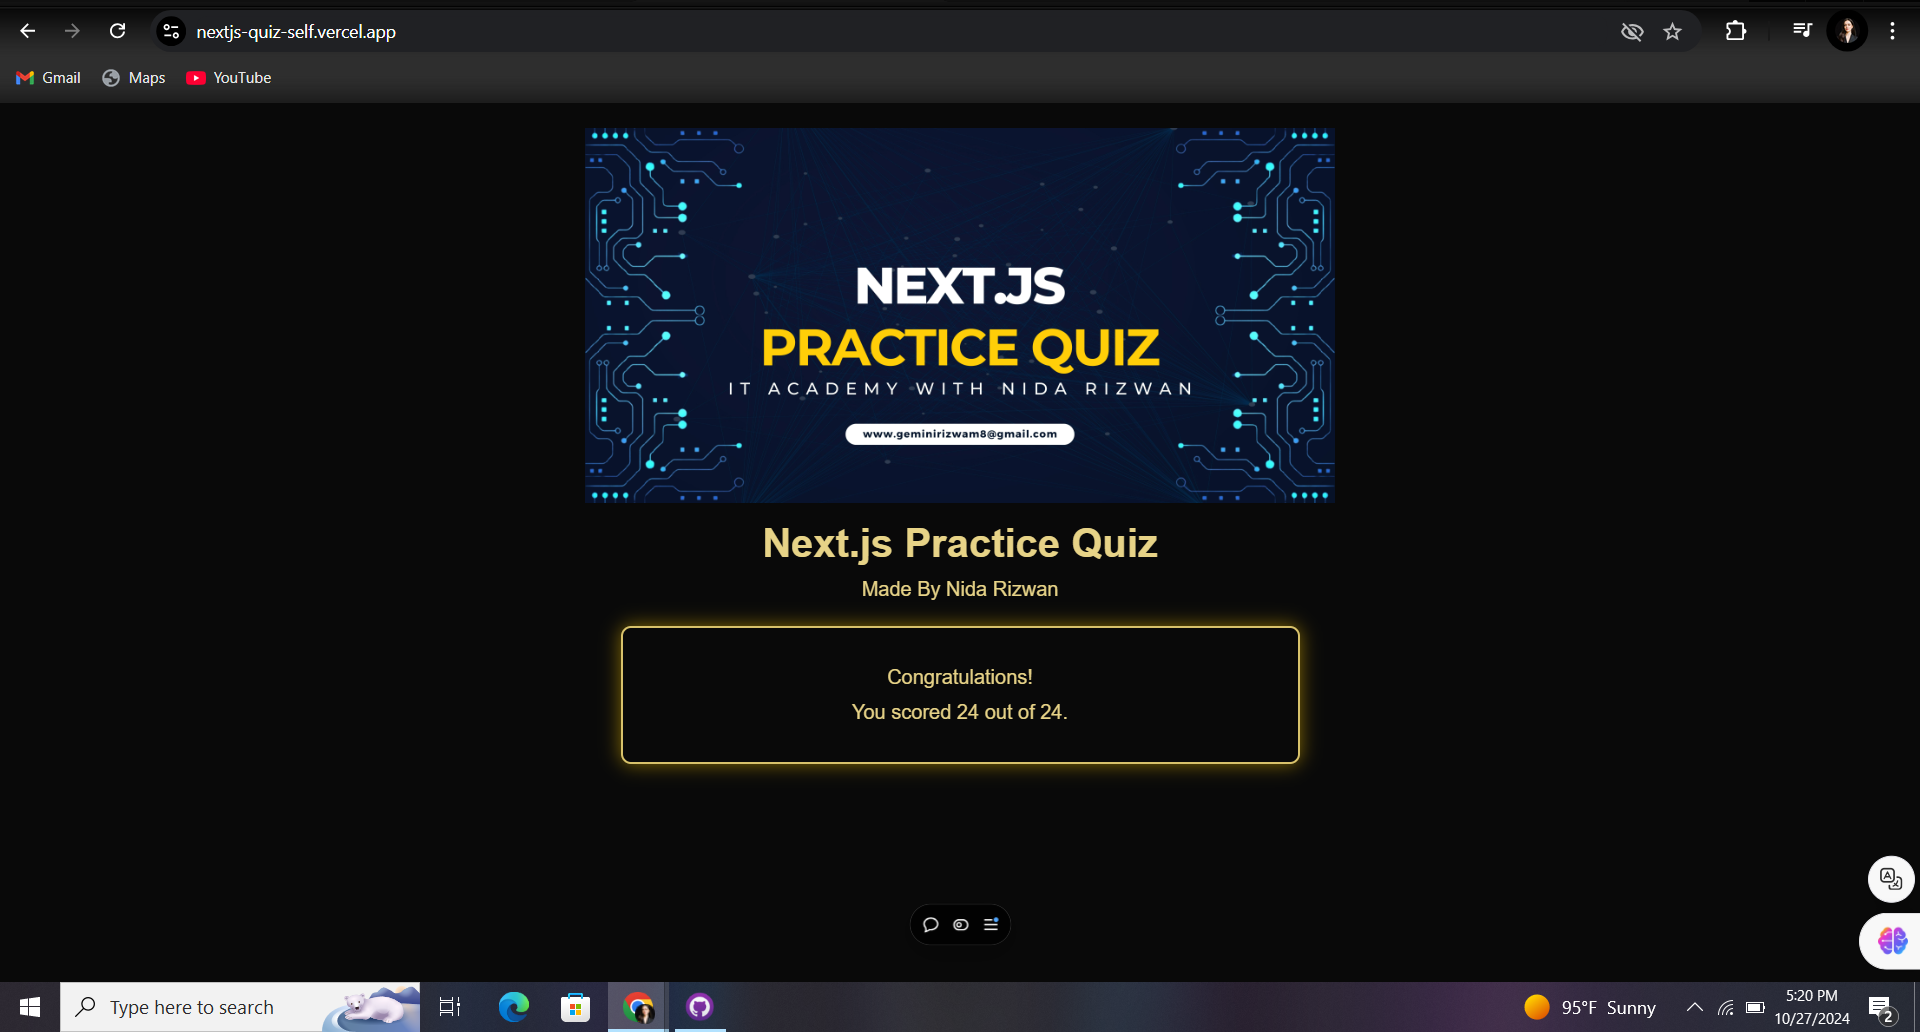 nextjs-quiz-self.vercel.app
Gmail Maps YouTube
NEXT.JS
PRACTICE QUIZ
IT ACADEMY WITH NIDA RIZWAN
www.geminirizwam8@gmail.com
Next.js Practice Quiz
Made By Nida Rizwan
Congratulations!
You scored 24 out of 24.
Type here to search
95°F Sunny
5:20 PM
10/27/2024
2